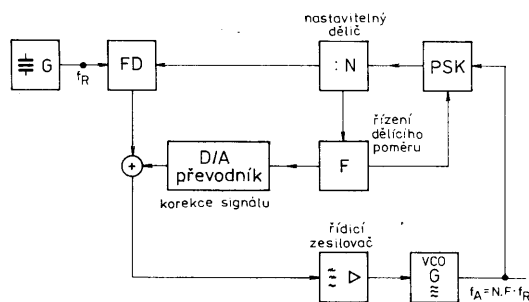 nastavitelný
dělič
G
f_R
FD
: N
PSK
řízení
dělícího
poměru
D/A
převodník
F
korekce signálu
řídicí
zesilovač
VCO
G
f_A = N.F · f_R